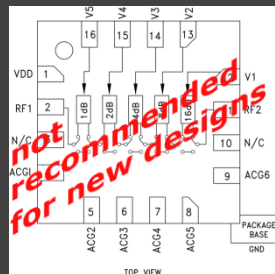 V5 V4 V3 V2
16 15 14 13
VDD 1
V1
RF1 2
1dB 2dB 4dB 8dB 16dB
RF2
N/C
10 N/C
ACG1
9 ACG6
5 6 7 8
ACG2 ACG3 ACG4 ACG5
PACKAGE
BASE
GND
TOP VIEW
not
recommended
for new designs